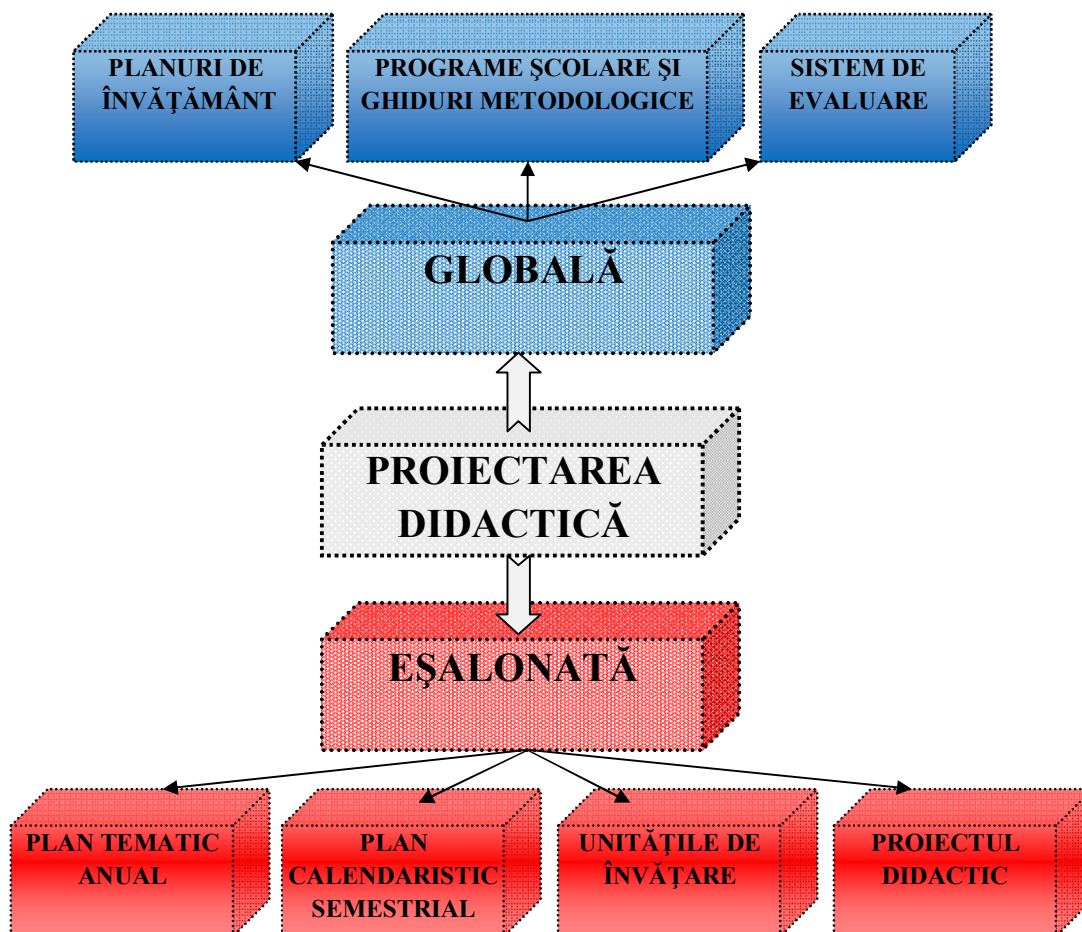 PLANURI DE
ÎNVĂŢĂMÂNT
PROGRAME ŞCOLARE ŞI
GHIDURI METODOLOGICE
SISTEM DE
EVALUARE
GLOBALĂ
PROIECTAREA
DIDACTICĂ
EŞALONATĂ
PLAN TEMATIC
ANUAL
PLAN
CALENDARISTIC
SEMESTRIAL
UNITĂŢILE DE
ÎNVĂŢARE
PROIECTUL
DIDACTIC